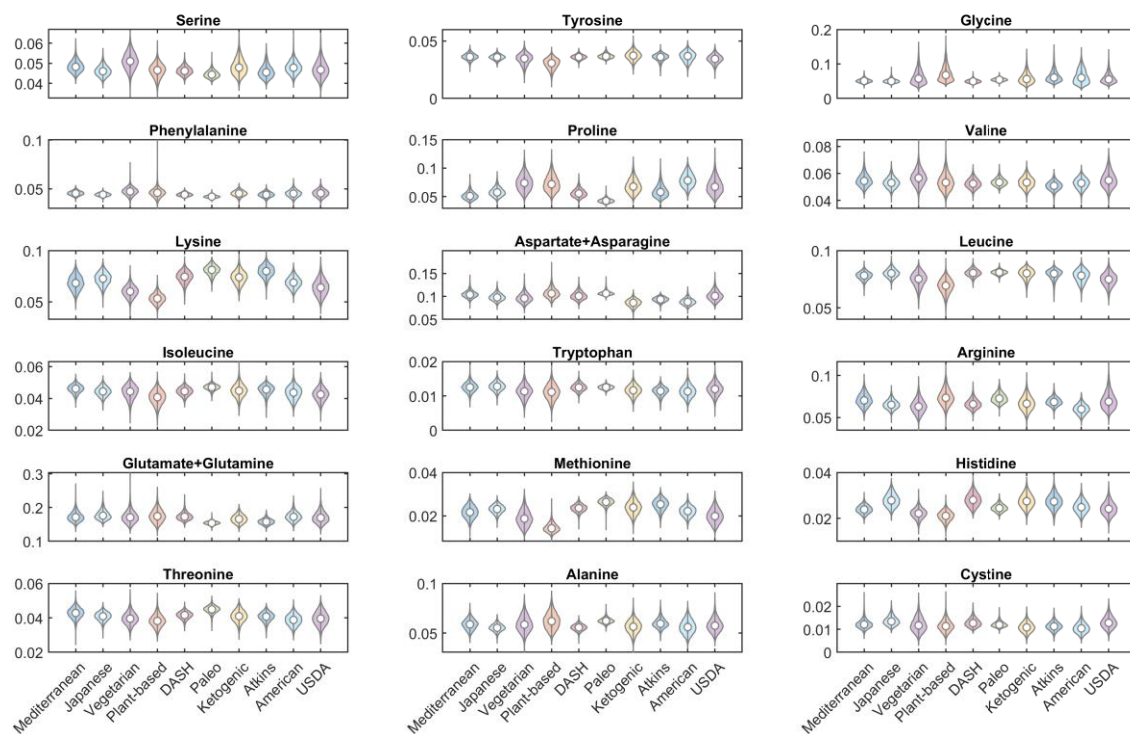 Serine
0.06
0.05
0.04
Tyrosine
0.05
0
Glycine
0.2
0.1
0
Phenylalanine
0.1
0.05
Proline
0.15
0.1
0.05
Valine
0.08
0.06
0.04
Lysine
0.1
0.05
Aspartate+Asparagine
0.15
0.1
0.05
Leucine
0.1
0.05
Isoleucine
0.06
0.04
0.02
Tryptophan
0.02
0.01
0
Arginine
0.1
0.05
Glutamate+Glutamine
0.3
0.2
0.1
Methionine
0.04
0.02
Histidine
0.04
0.02
Threonine
0.06
0.04
0.02
Alanine
0.1
0.05
Cystine
0.02
0.01
0
Mediterranean
Japanese
Vegetarian
Plant-based
DASH
Paleo
Ketogenic
Atkins
American
USDA
Mediterranean
Japanese
Vegetarian
Plant-based
DASH
Paleo
Ketogenic
Atkins
American
USDA
Mediterranean
Japanese
Vegetarian
Plant-based
DASH
Paleo
Ketogenic
Atkins
American
USDA